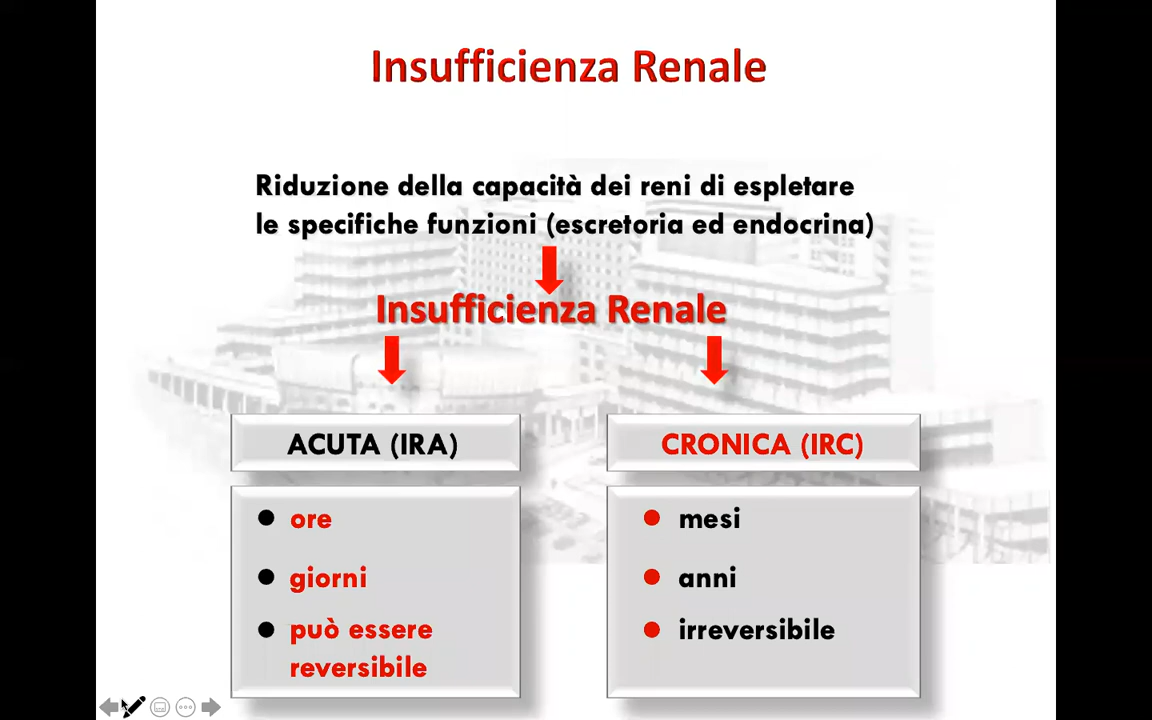 Insufficienza Renale
Riduzione della capacità dei reni di espletare
le specifiche funzioni (escretoria ed endocrina)
Insufficienza Renale
ACUTA (IRA)
ore
giorni
può essere
reversibile
CRONICA (IRC)
mesi
anni
irreversibile